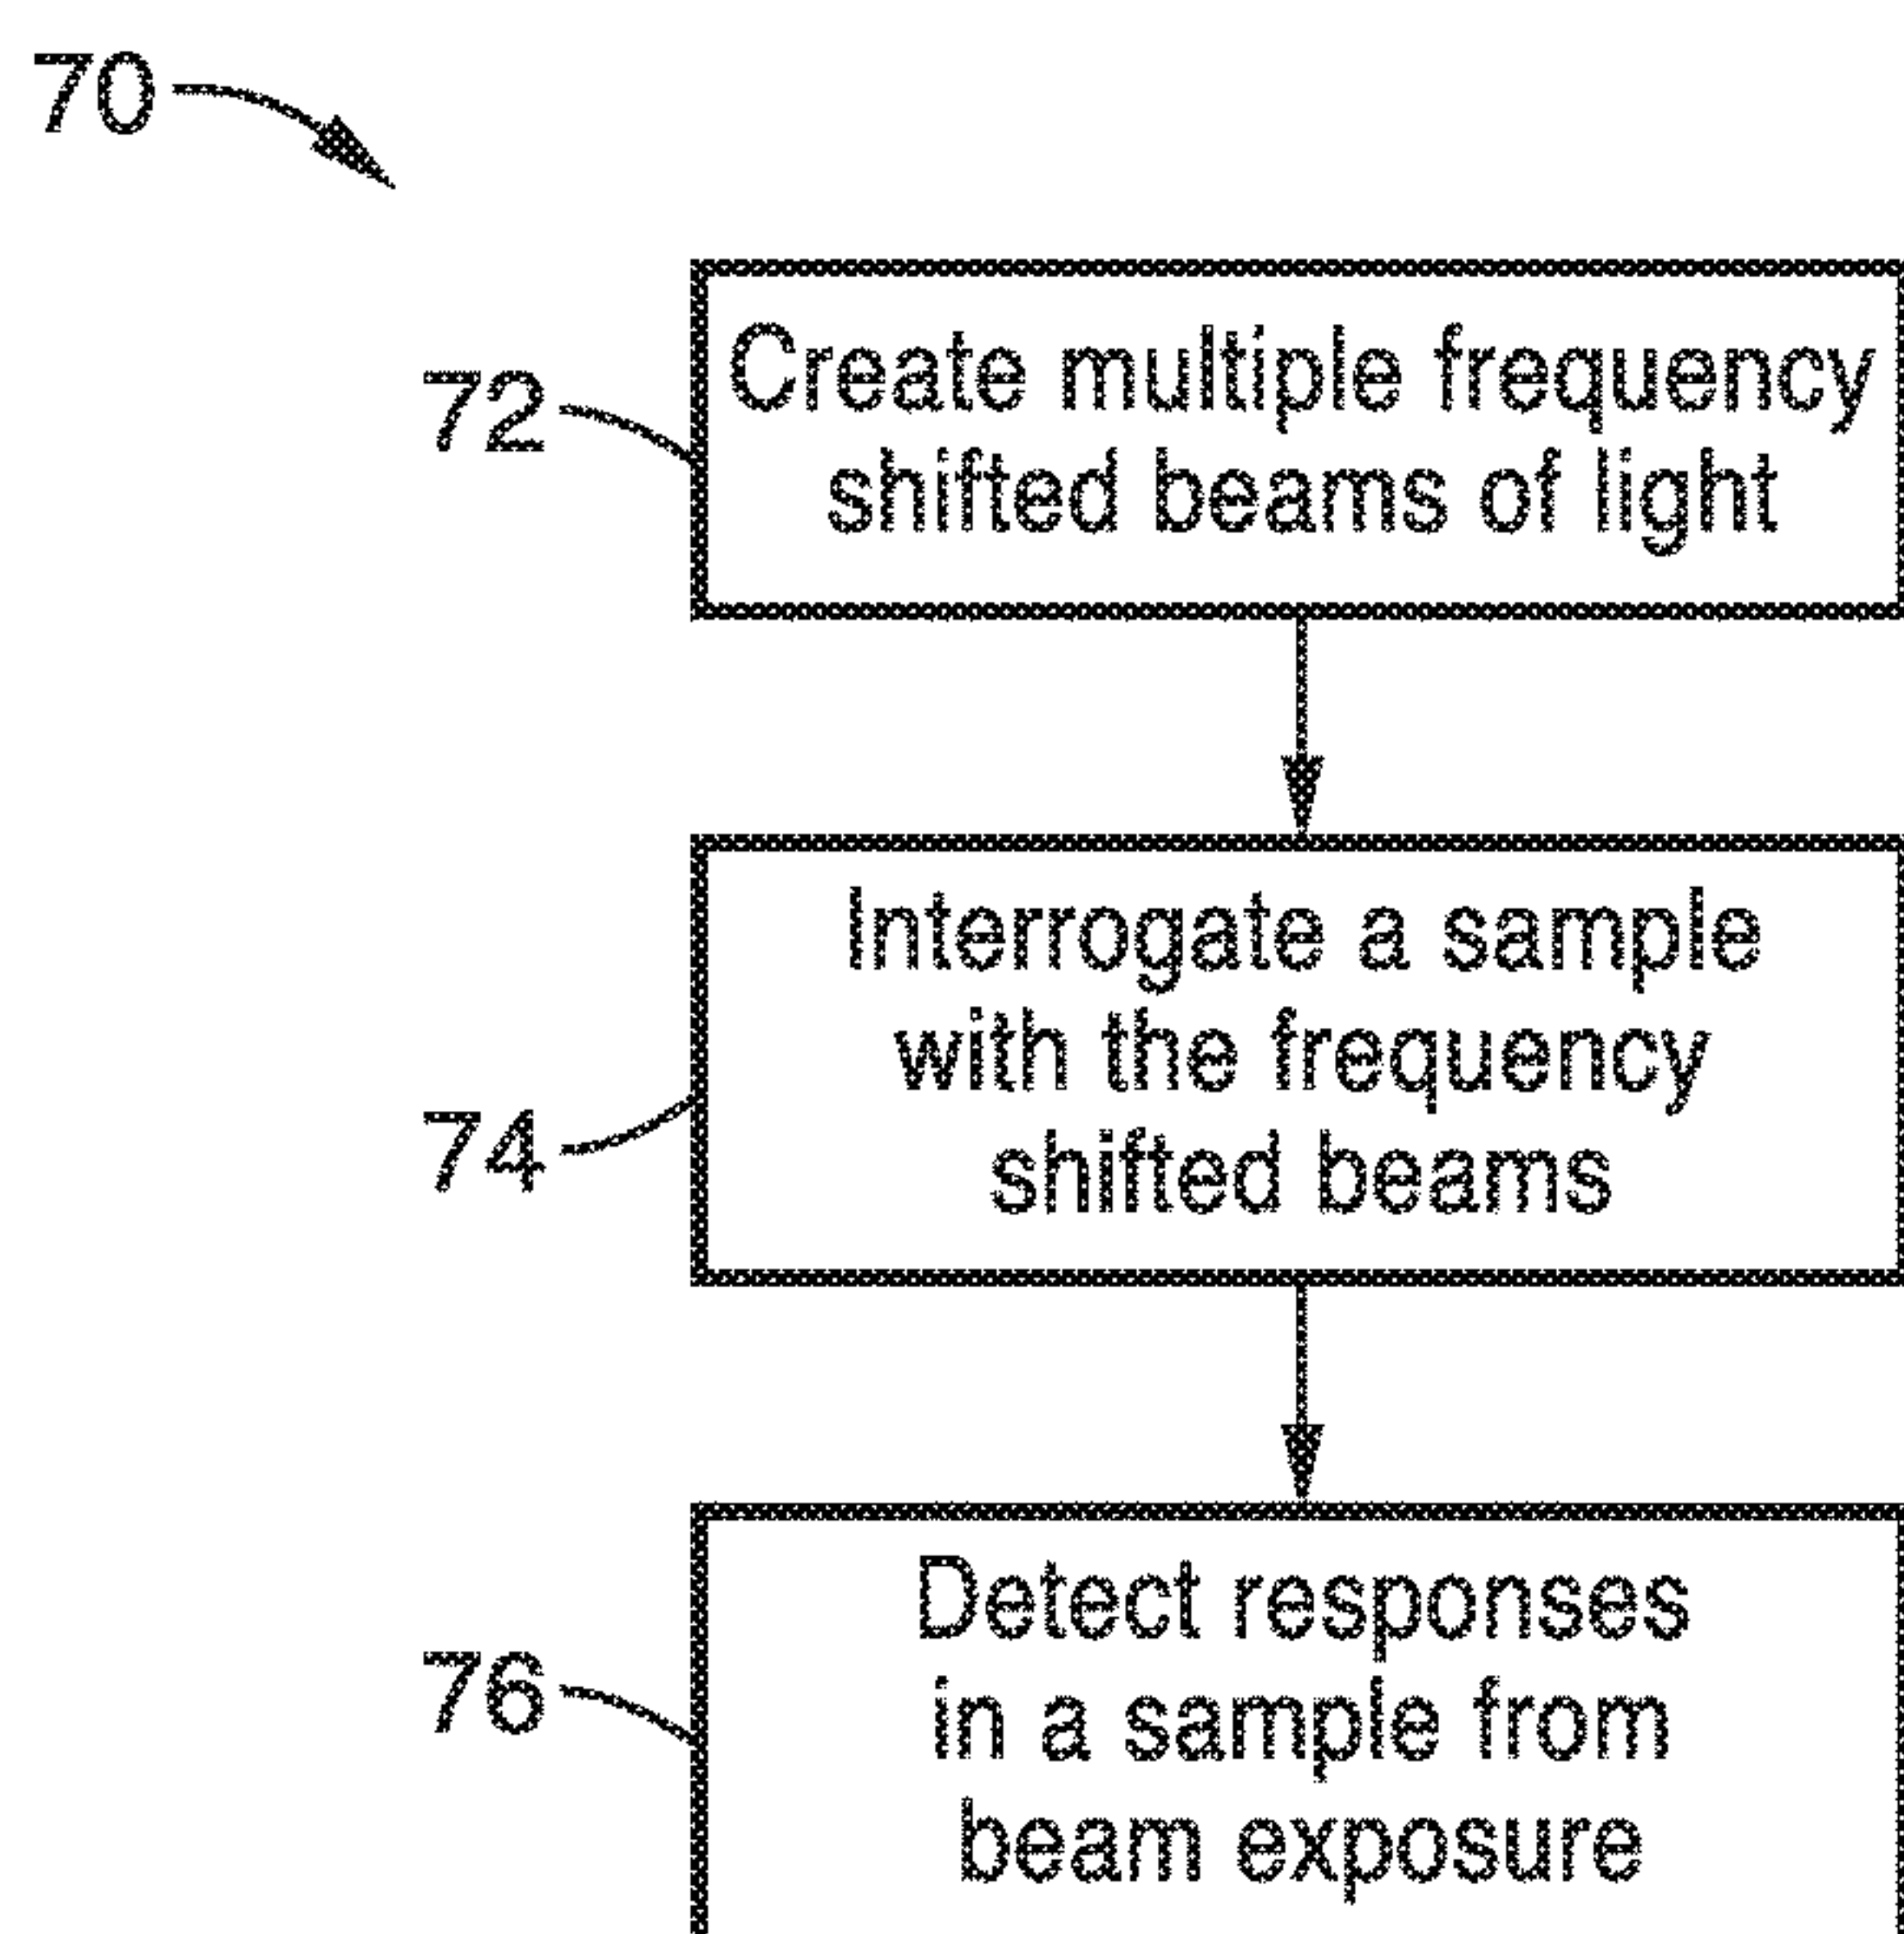 70
72
Create multiple frequency
shifted beams of light
74
Interrogate a sample
with the frequency
shifted beams
76
Detect responses
in a sample from
beam exposure